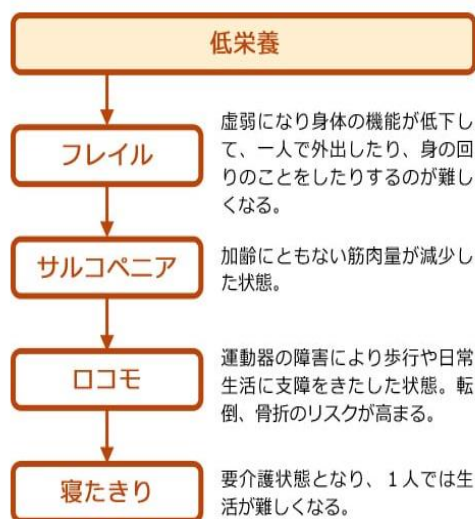 低栄養
フレイル
虚弱になり身体の機能が低下し
て、一人で外出したり、身の回
りのことをしたりするのが難し
くなる。
サルコペニア
加齢にともない筋肉量が減少し
た状態。
ロコモ
運動器の障害により歩行や日常
生活に支障をきたした状態。転
倒、骨折のリスクが高まる。
寝たきり
要介護状態となり、１人では生
活が難しくなる。